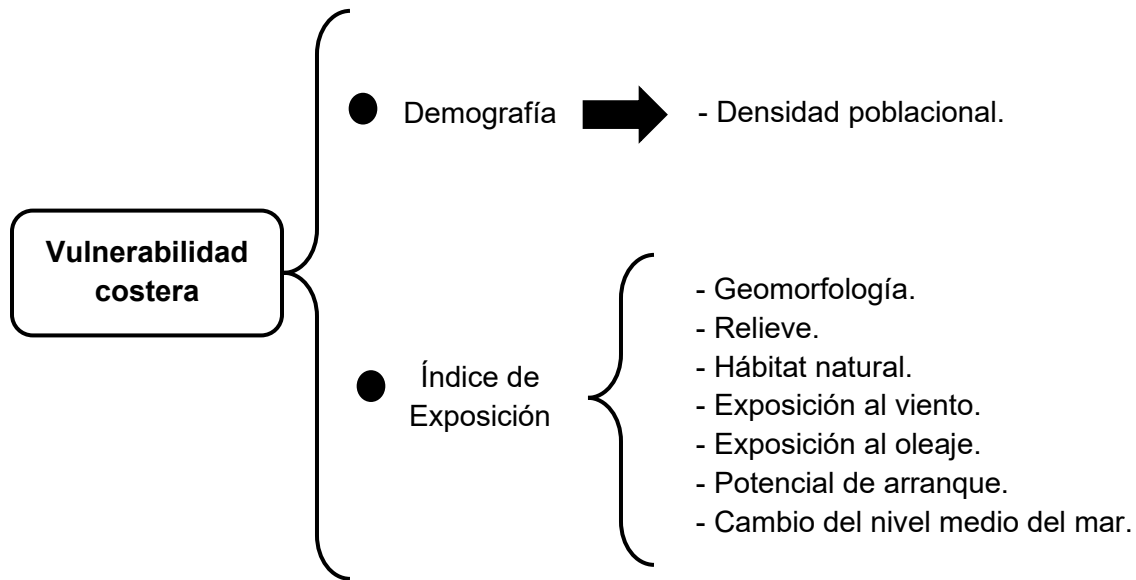 Vulnerabilidad
costera
Demografía
- Densidad poblacional.
Índice de
Exposición
- Geomorfología.
- Relieve.
- Hábitat natural.
- Exposición al viento.
- Exposición al oleaje.
- Potencial de arranque.
- Cambio del nivel medio del mar.